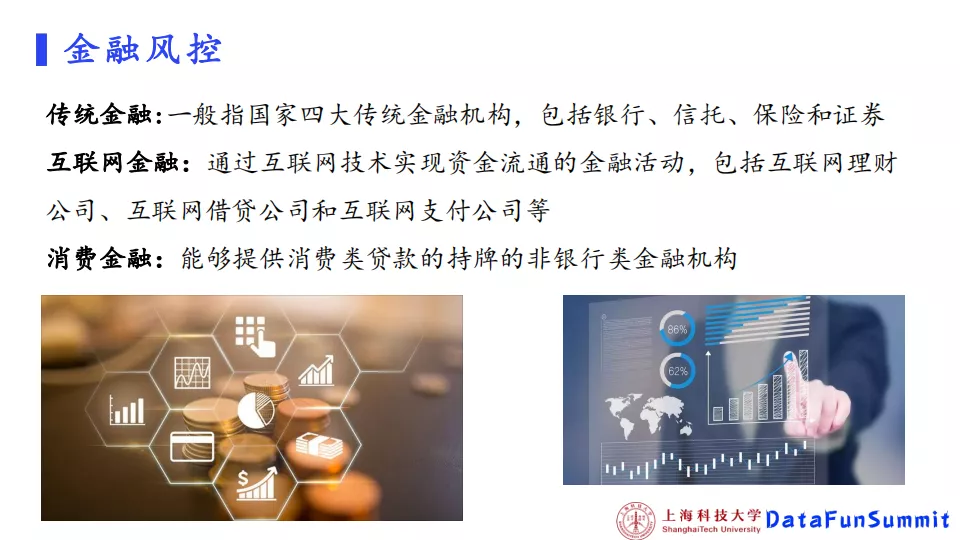 金融风控
传统金融:一般指国家四大传统金融机构，包括银行、信托、保险和证券
互联网金融：通过互联网技术实现资金流通的金融活动，包括互联网理财
公司、互联网借贷公司和互联网支付公司等
消费金融：能够提供消费类贷款的持牌的非银行类金融机构
$
86%
62%
上海科技大学
ShanghaiTech University
DataFunSummit